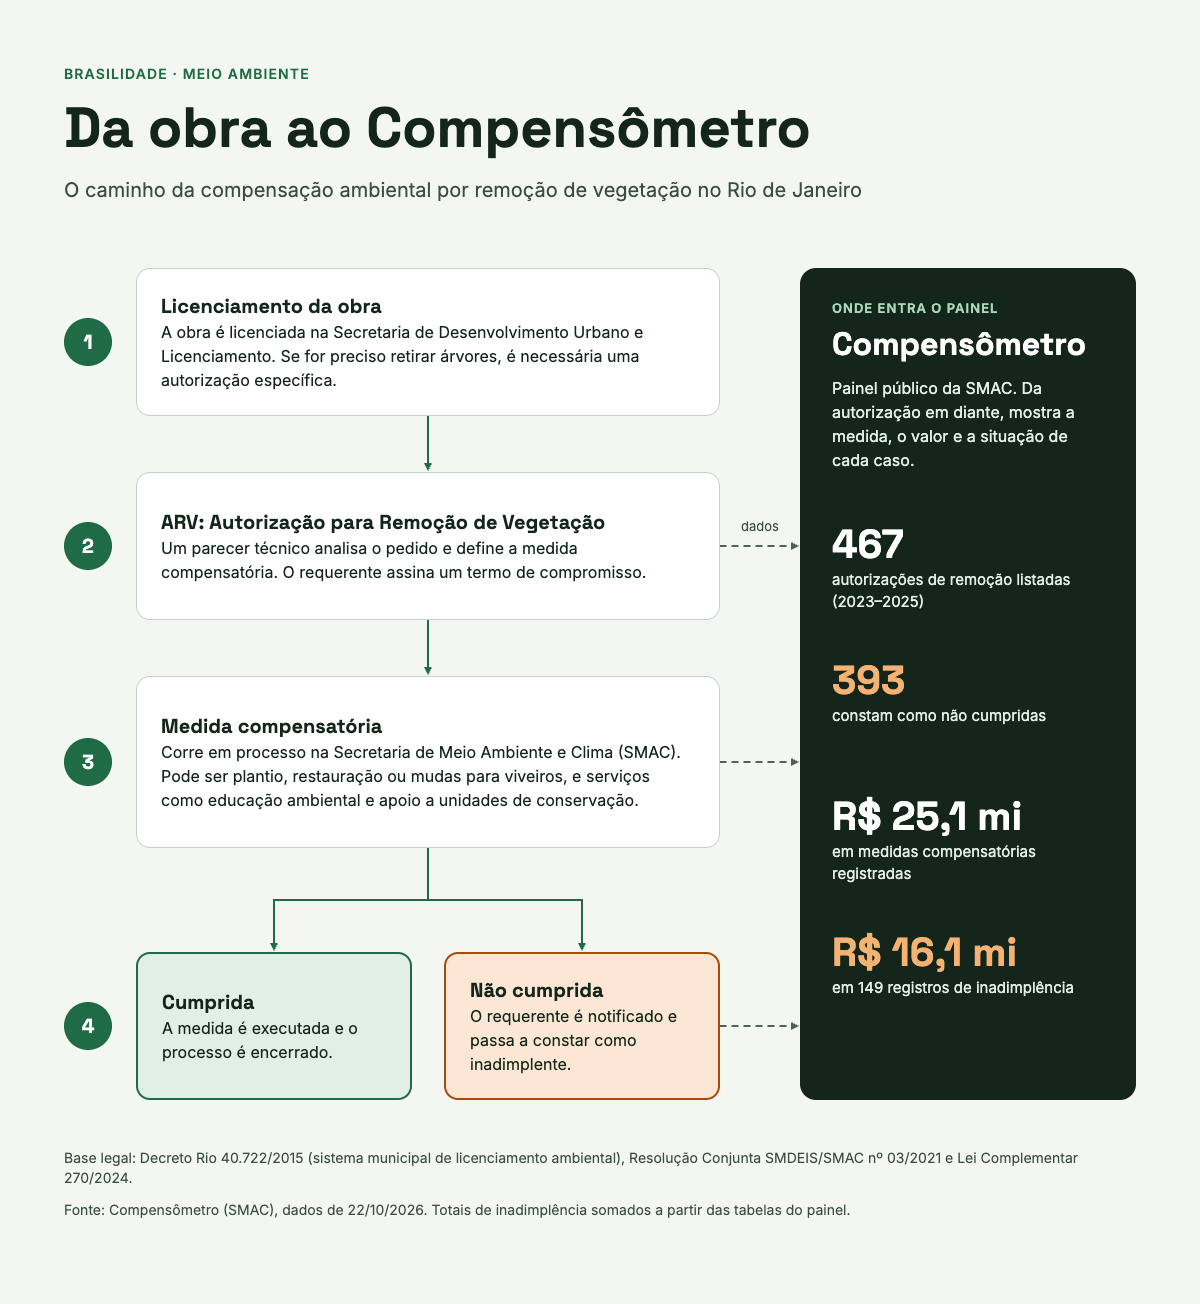 BRASILIDADE · MEIO AMBIENTE
Da obra ao Compensômetro
O caminho da compensação ambiental por remoção de vegetação no Rio de Janeiro
1
Licenciamento da obra
A obra é licenciada na Secretaria de Desenvolvimento Urbano e
Licenciamento. Se for preciso retirar árvores, é necessária uma
autorização específica.
2
ARV: Autorização para Remoção de Vegetação
Um parecer técnico analisa o pedido e define a medida
compensatória. O requerente assina um termo de compromisso.
dados
3
Medida compensatória
Corre em processo na Secretaria de Meio Ambiente e Clima (SMAC).
Pode ser plantio, restauração ou mudas para viveiros, e serviços
como educação ambiental e apoio a unidades de conservação.
4
Cumprida
A medida é executada e o
processo é encerrado.
Não cumprida
O requerente é notificado e
passa a constar como
inadimplente.
ONDE ENTRA O PAINEL
Compensômetro
Painel público da SMAC. Da
autorização em diante, mostra a
medida, o valor e a situação de
cada caso.
467
autorizações de remoção listadas
(2023–2025)
393
constam como não cumpridas
R$ 25,1 mi
em medidas compensatórias
registradas
R$ 16,1 mi
em 149 registros de inadimplência
Base legal: Decreto Rio 40.722/2015 (sistema municipal de licenciamento ambiental), Resolução Conjunta SMDEIS/SMAC nº 03/2021 e Lei Complementar
270/2024.
Fonte: Compensômetro (SMAC), dados de 22/10/2026. Totais de inadimplência somados a partir das tabelas do painel.